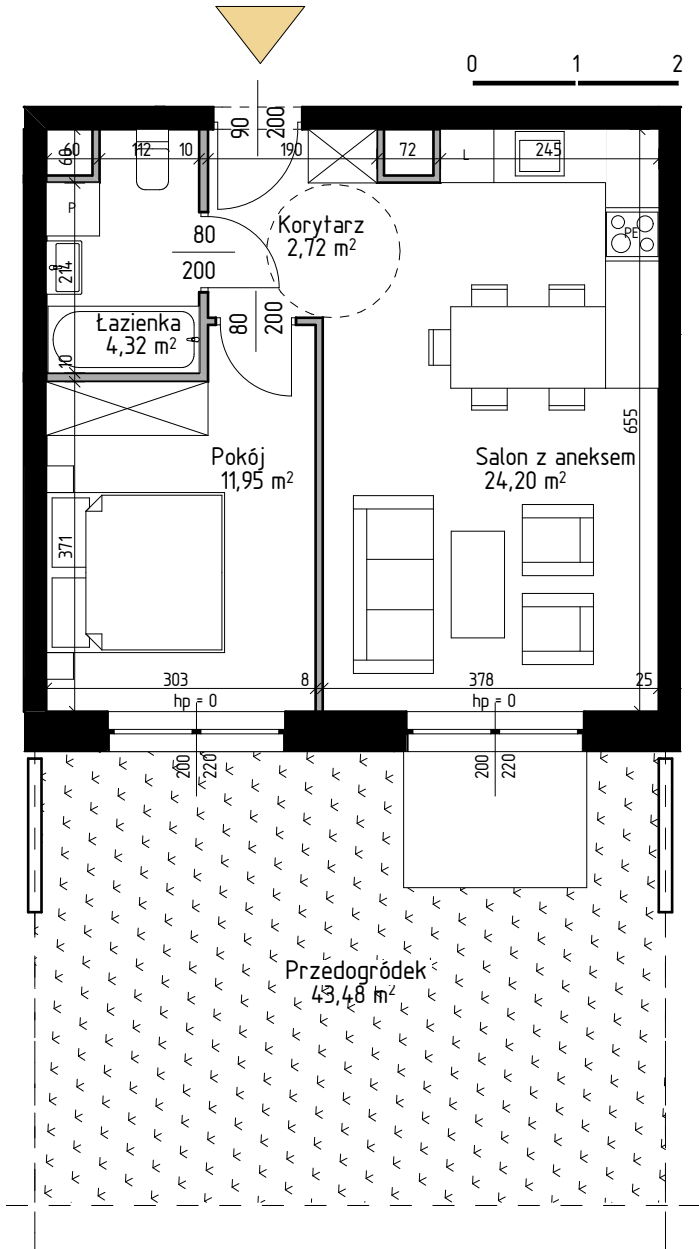 0 1 2
90
200
60
60
112
10
190
72
L
245
P
80
200
Korytarz
2,72 m²
PE
214
Łazienka
4,32 m²
80
200
10
655
Pokój
11,95 m²
Salon z aneksem
24,20 m²
371
303
8
378
25
hp = 0
hp = 0
200
220
200
220
Przedogródek
43,48 m²